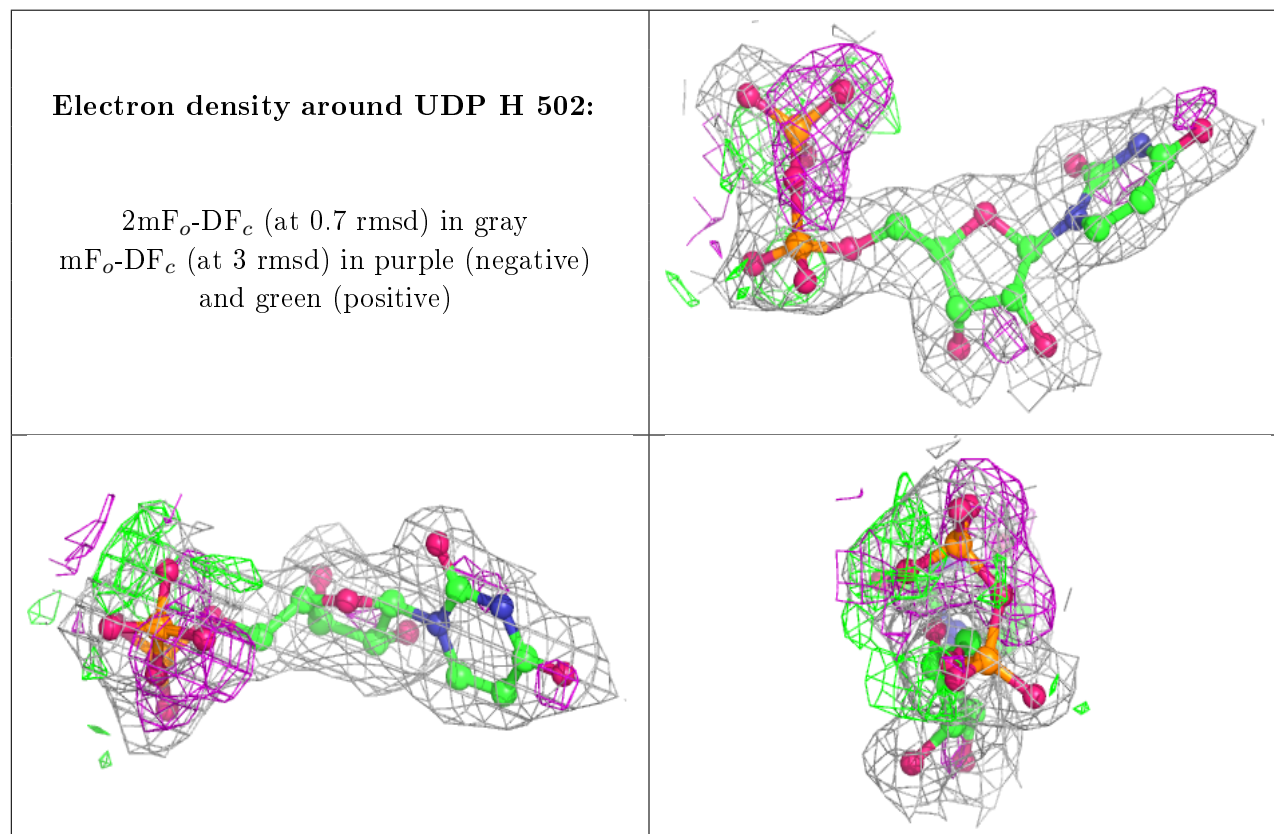 Electron density around UDP H 502:
2mFo-DFc (at 0.7 rmsd) in gray
mFo-DFc (at 3 rmsd) in purple (negative)
and green (positive)